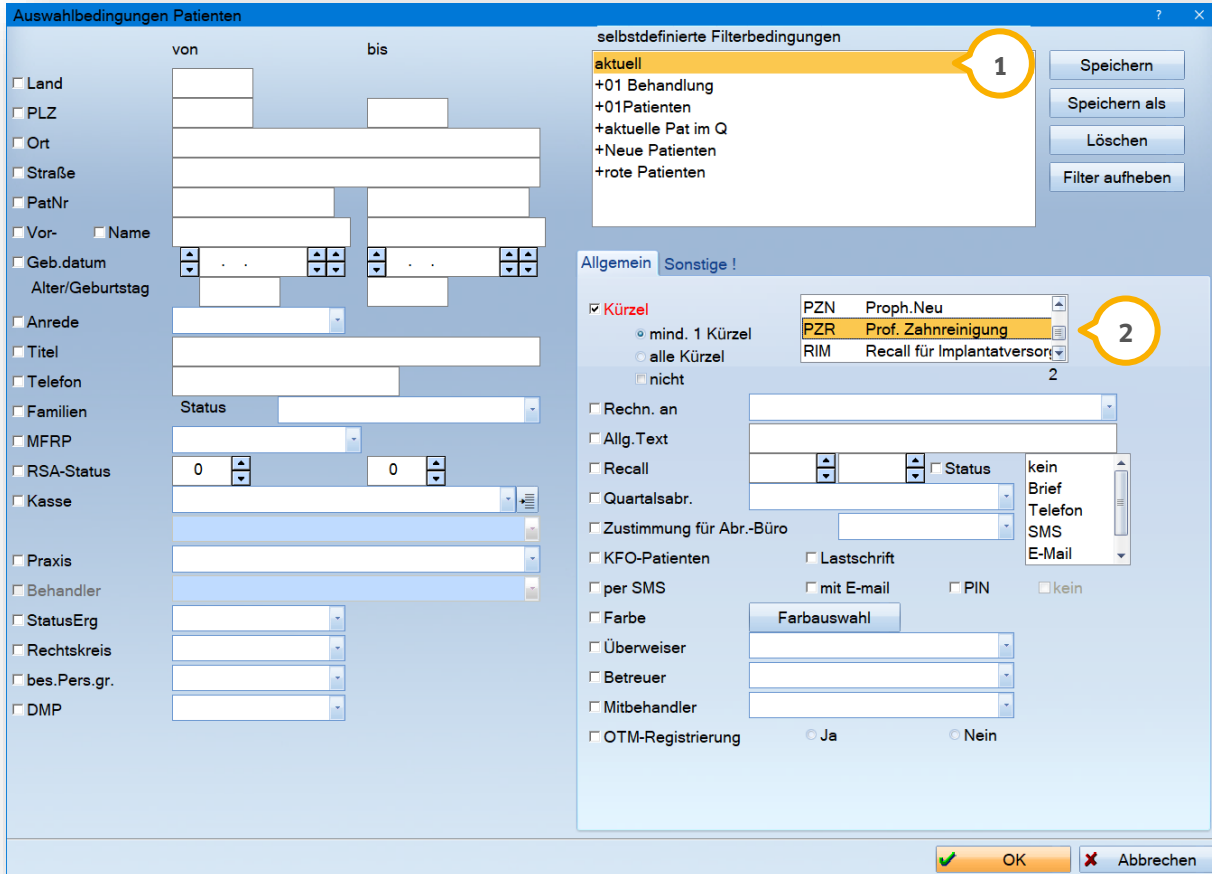 Auswahlbedingungen Patienten
von bis
Land
PLZ
Ort
Straße
PatNr
Vor- Name
Geb.datum . . . .
Alter/Geburtstag
Anrede
Titel
Telefon
Familien Status
MFRP
RSA-Status 0 0
Kasse
Praxis
Behandler
StatusErg
Rechtskreis
bes.Pers.gr.
DMP
selbstdefinierte Filterbedingungen
aktuell
+01 Behandlung
+01Patienten
+aktuelle Pat im Q
+Neue Patienten
+rote Patienten
1
Speichern
Speichern als
Löschen
Filter aufheben
Allgemein Sonstige !
Kürzel
mind. 1 Kürzel
alle Kürzel
nicht
PZN Proph.Neu
PZR Prof. Zahnreinigung
RIM Recall für Implantatversorg
2
2
Rechn. an
Allg.Text
Recall Status
kein
Brief
Telefon
SMS
E-Mail
Quartalsabr.
Zustimmung für Abr.-Büro
KFO-Patienten Lastschrift
per SMS mit E-mail PIN kein
Farbe Farbauswahl
Überweiser
Betreuer
Mitbehandler
OTM-Registrierung Ja Nein
OK Abbrechen